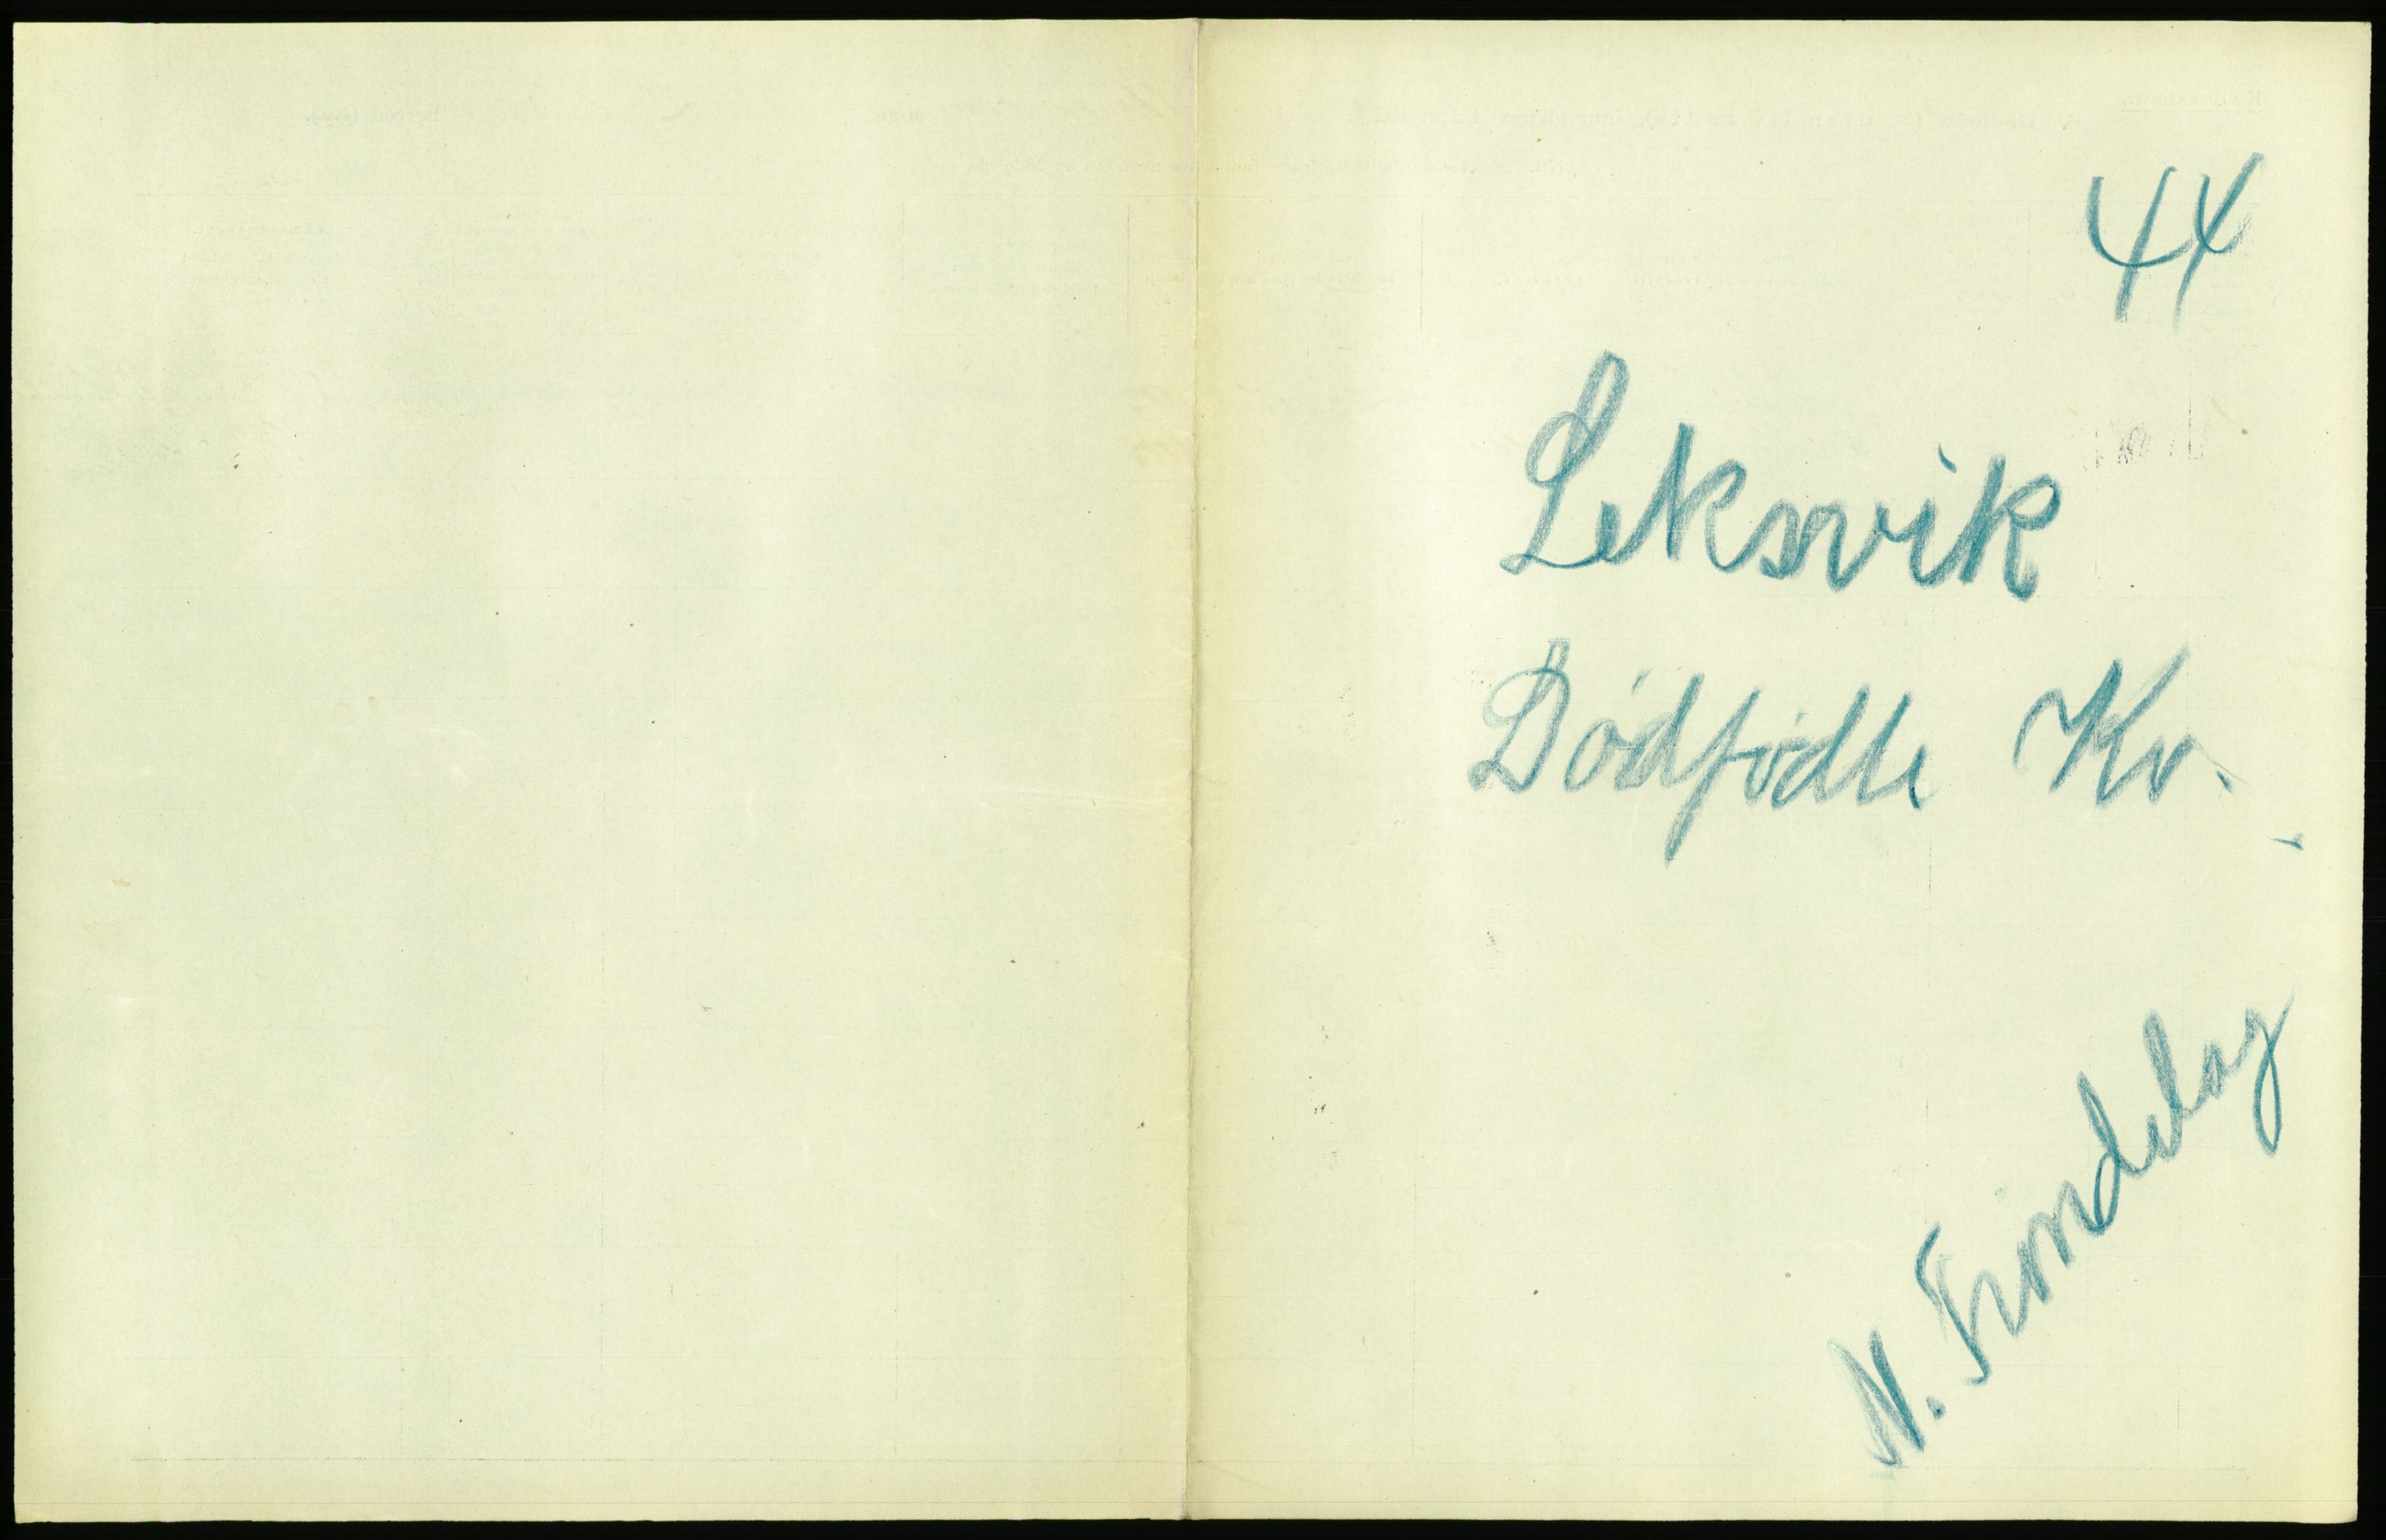 44
Leksvik
Dødfødte Kv.
N. Trøndelag